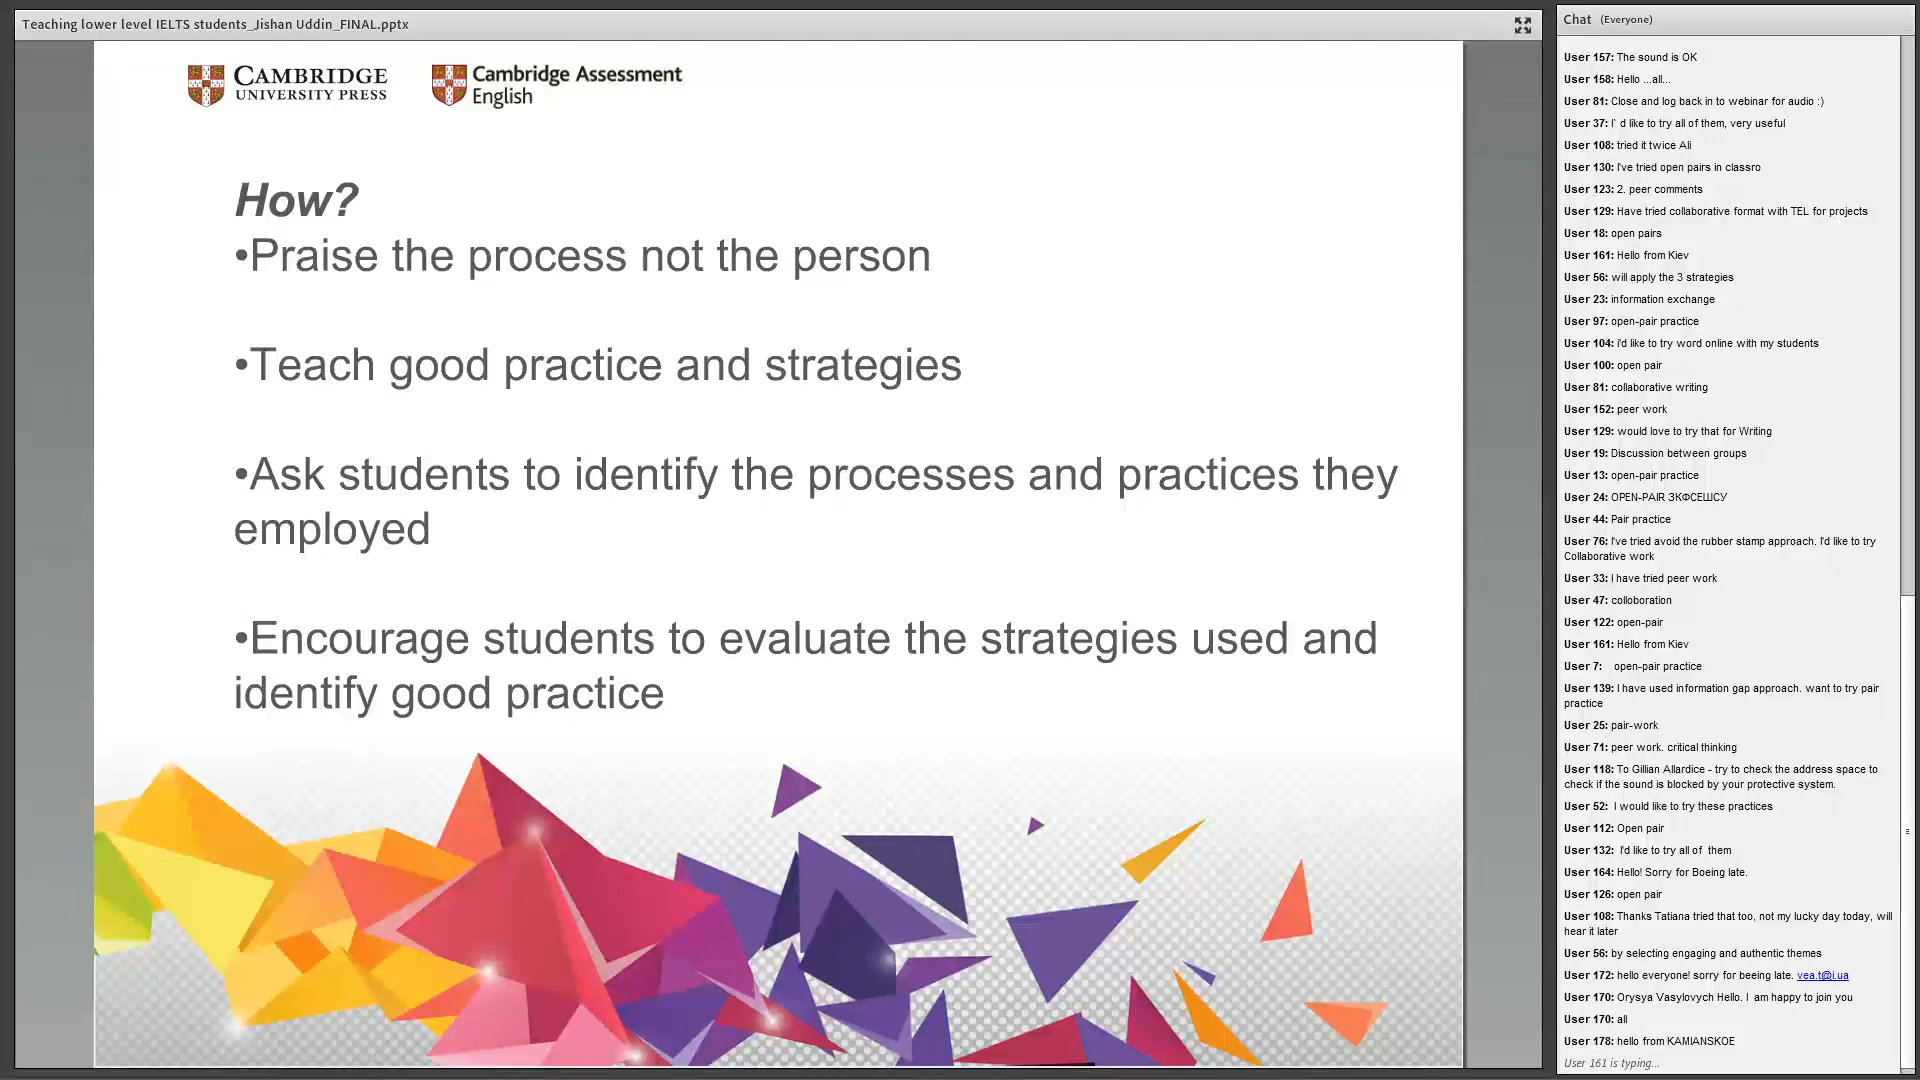 Teaching lower level IELTS students_Jishan Uddin_FINAL.pptx
CAMBRIDGE
UNIVERSITY PRESS
Cambridge Assessment
English
How?
•Praise the process not the person
•Teach good practice and strategies
•Ask students to identify the processes and practices they
employed
•Encourage students to evaluate the strategies used and
identify good practice
Chat (Everyone)
User 157: The sound is OK
User 158: Hello ...all...
User 81: Close and log back in to webinar for audio :)
User 37: I` d like to try all of them, very useful
User 108: tried it twice Ali
User 130: I've tried open pairs in classro
User 123: 2. peer comments
User 129: Have tried collaborative format with TEL for projects
User 18: open pairs
User 161: Hello from Kiev
User 56: will apply the 3 strategies
User 23: information exchange
User 97: open-pair practice
User 104: i'd like to try word online with my students
User 100: open pair
User 81: collaborative writing
User 152: peer work
User 129: would love to try that for Writing
User 19: Discussion between groups
User 13: open-pair practice
User 24: OPEN-PAIR ЗКФСЕШСУ
User 44: Pair practice
User 76: I've tried avoid the rubber stamp approach. I'd like to try
Collaborative work
User 33: I have tried peer work
User 47: colloboration
User 122: open-pair
User 161: Hello from Kiev
User 7: open-pair practice
User 139: I have used information gap approach. want to try pair
practice
User 25: pair-work
User 71: peer work. critical thinking
User 118: To Gillian Allardice - try to check the address space to
check if the sound is blocked by your protective system.
User 52: I would like to try these practices
User 112: Open pair
User 132: I'd like to try all of them
User 164: Hello! Sorry for Boeing late.
User 126: open pair
User 108: Thanks Tatiana tried that too, not my lucky day today, will
hear it later
User 56: by selecting engaging and authentic themes
User 172: hello everyone! sorry for beeing late. vea.t@i.ua
User 170: Orysya Vasylovych Hello. I am happy to join you
User 170: all
User 178: hello from KAMIANSKOE
User 161 is typing...